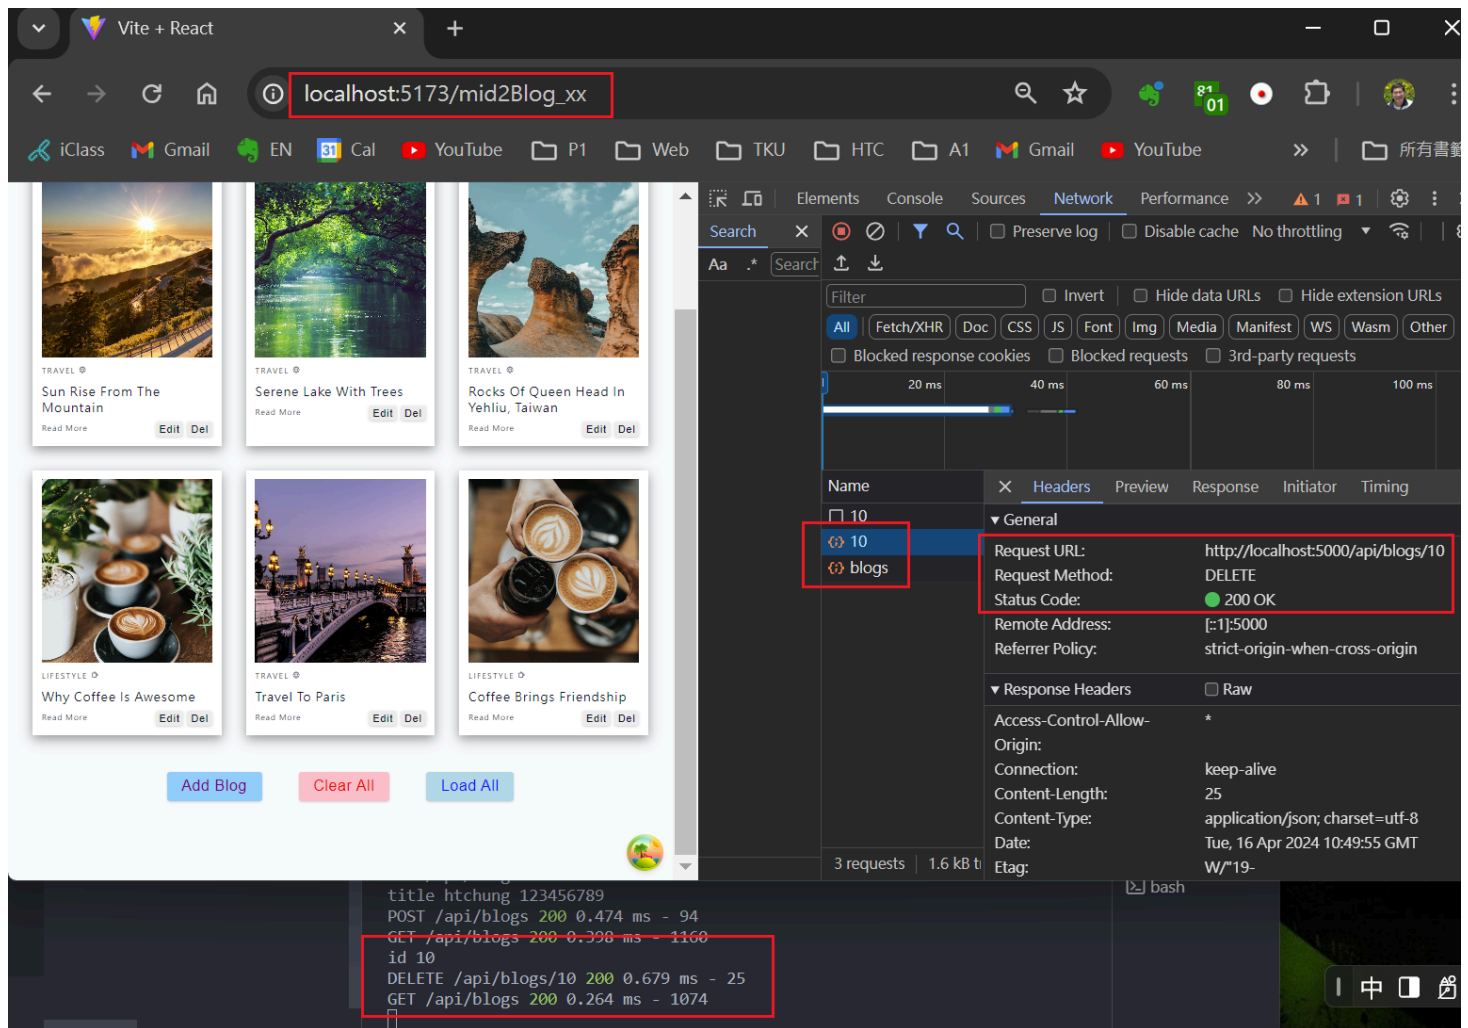 Vite + React
localhost:5173/mid2Blog_xx
81
01
iClass
Gmail
EN
31
Cal
YouTube
P1
Web
TKU
HTC
A1
Gmail
YouTube
»
所有書籤
Elements
Console
Sources
Network
Performance
»
1
1
Search
Preserve log
Disable cache
No throttling
Aa
.*
Search
Filter
Invert
Hide data URLs
Hide extension URLs
All
Fetch/XHR
Doc
CSS
JS
Font
Img
Media
Manifest
WS
Wasm
Other
Blocked response cookies
Blocked requests
3rd-party requests
20 ms
40 ms
60 ms
80 ms
100 ms
TRAVEL
Sun Rise From The
Mountain
Read More
Edit
Del
TRAVEL
Serene Lake With Trees
Read More
Edit
Del
TRAVEL
Rocks Of Queen Head In
Yehliu, Taiwan
Read More
Edit
Del
LIFESTYLE
Why Coffee Is Awesome
Read More
Edit
Del
TRAVEL
Travel To Paris
Read More
Edit
Del
LIFESTYLE
Coffee Brings Friendship
Read More
Edit
Del
Add Blog
Clear All
Load All
Name
10
10
blogs
3 requests
1.6 kB
Headers
Preview
Response
Initiator
Timing
General
Request URL: http://localhost:5000/api/blogs/10
Request Method: DELETE
Status Code: 200 OK
Remote Address: [::1]:5000
Referrer Policy: strict-origin-when-cross-origin
Response Headers
Raw
Access-Control-Allow- *
Origin:
Connection: keep-alive
Content-Length: 25
Content-Type: application/json; charset=utf-8
Date: Tue, 16 Apr 2024 10:49:55 GMT
Etag: W/"19-
title htchung 123456789
POST /api/blogs 200 0.474 ms - 94
GET /api/blogs 200 0.398 ms - 1160
id 10
DELETE /api/blogs/10 200 0.679 ms - 25
GET /api/blogs 200 0.264 ms - 1074
bash
中